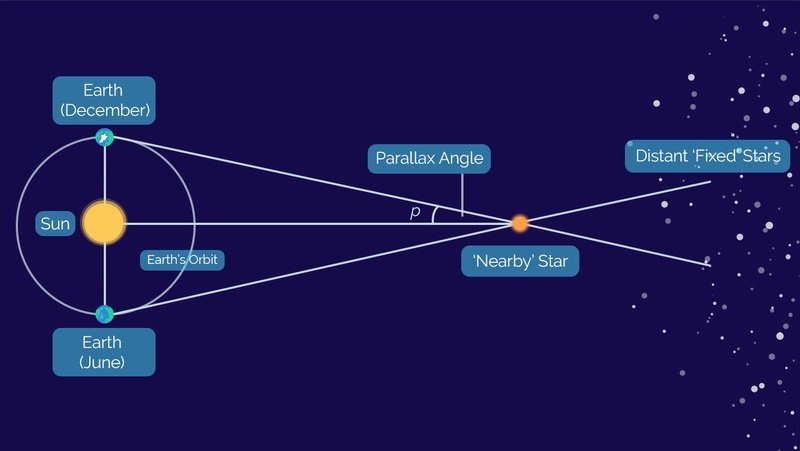 Earth
(December)
Parallax Angle
Distant ‘Fixed’ Stars
p
Sun
Earth’s Orbit
‘Nearby’ Star
Earth
(June)